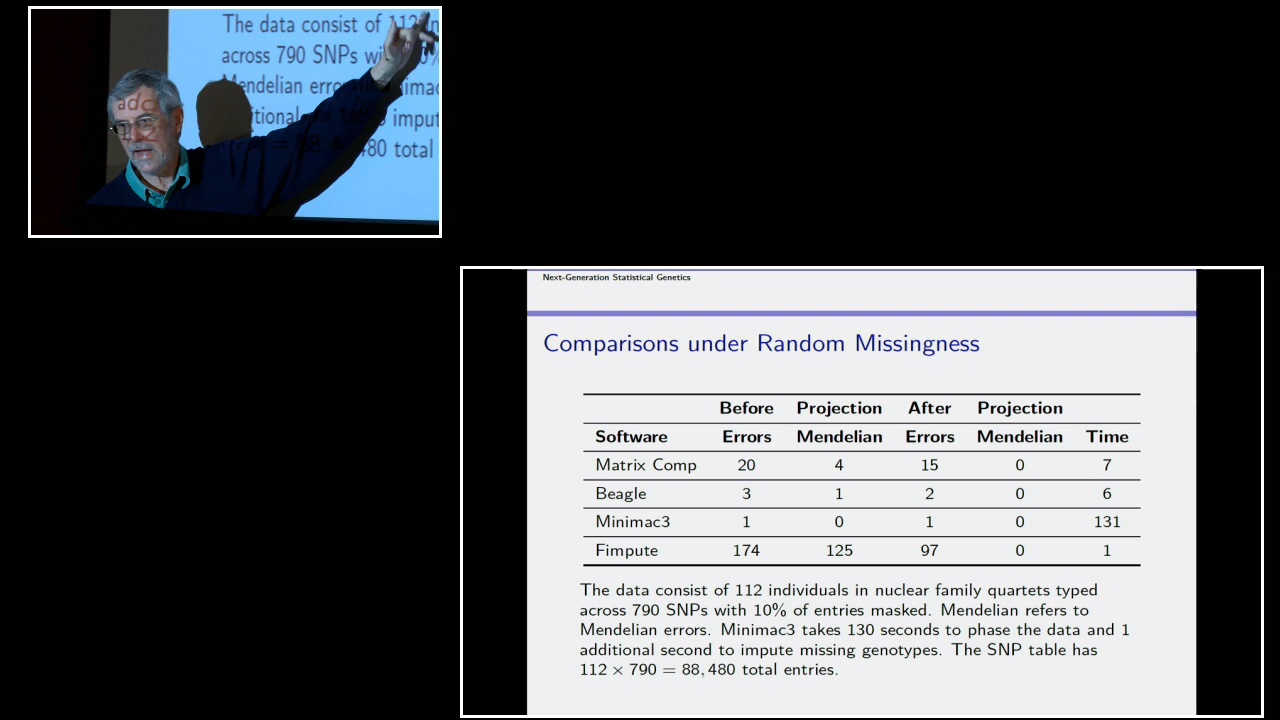 The data consist of 112 in
across 790 SNPs wi 0%
Mendelian erro imac
itional imput
480 total
Next-Generation Statistical Genetics
Comparisons under Random Missingness
Before Projection After Projection
Software Errors Mendelian Errors Mendelian Time
Matrix Comp 20 4 15 0 7
Beagle 3 1 2 0 6
Minimac3 1 0 1 0 131
Fimpute 174 125 97 0 1
The data consist of 112 individuals in nuclear family quartets typed
across 790 SNPs with 10% of entries masked. Mendelian refers to
Mendelian errors. Minimac3 takes 130 seconds to phase the data and 1
additional second to impute missing genotypes. The SNP table has
112 × 790 = 88, 480 total entries.